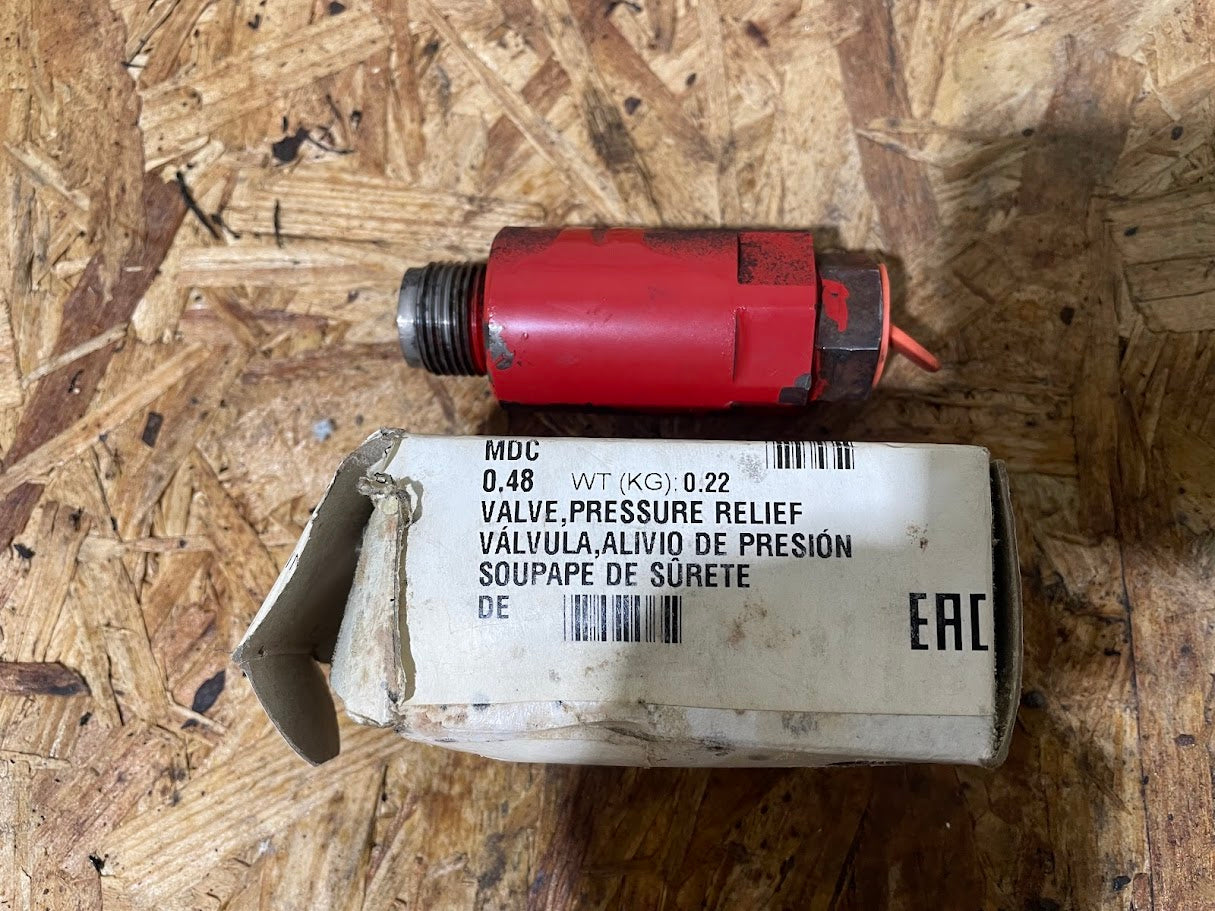 MDC
0.48 WT (KG): 0.22
VALVE,PRESSURE RELIEF
VÁLVULA,ALIVIO DE PRESIÓN
SOUPAPE DE SÛRETE
DE
EAC